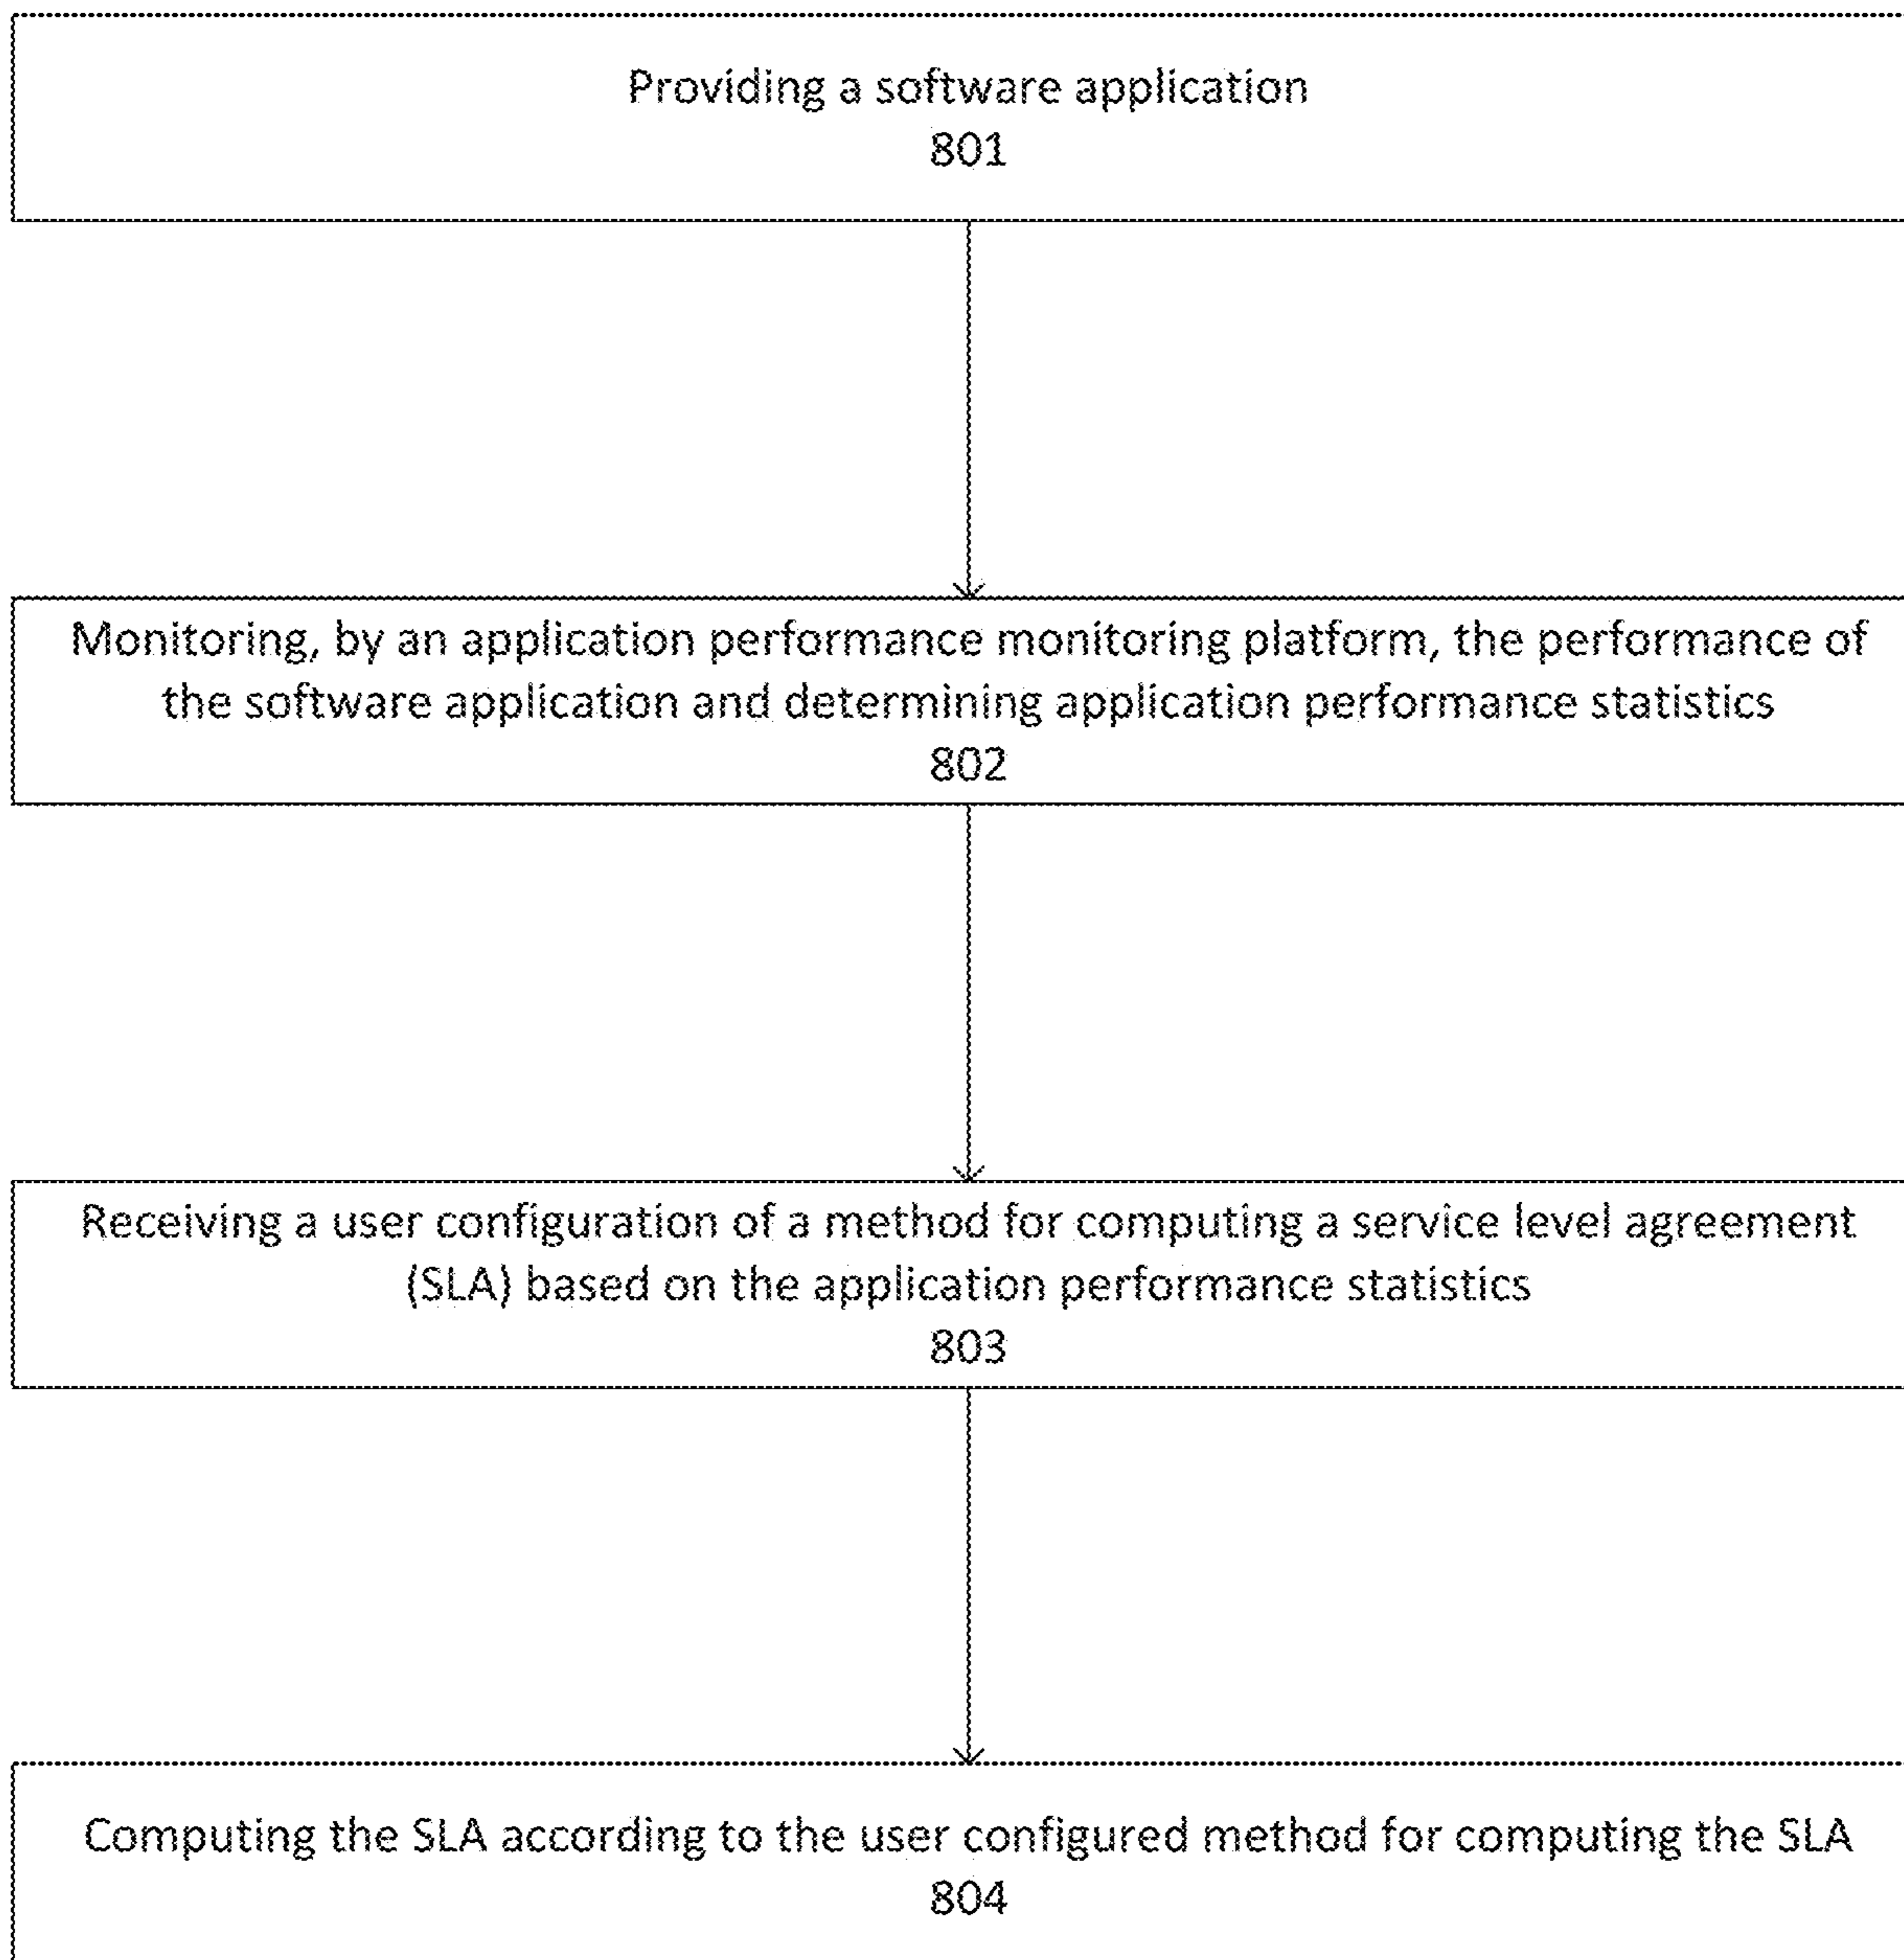 Providing a software application
801
Monitoring, by an application performance monitoring platform, the performance of
the software application and determining application performance statistics
802
Receiving a user configuration of a method for computing a service level agreement
(SLA) based on the application performance statistics
803
Computing the SLA according to the user configured method for computing the SLA
804